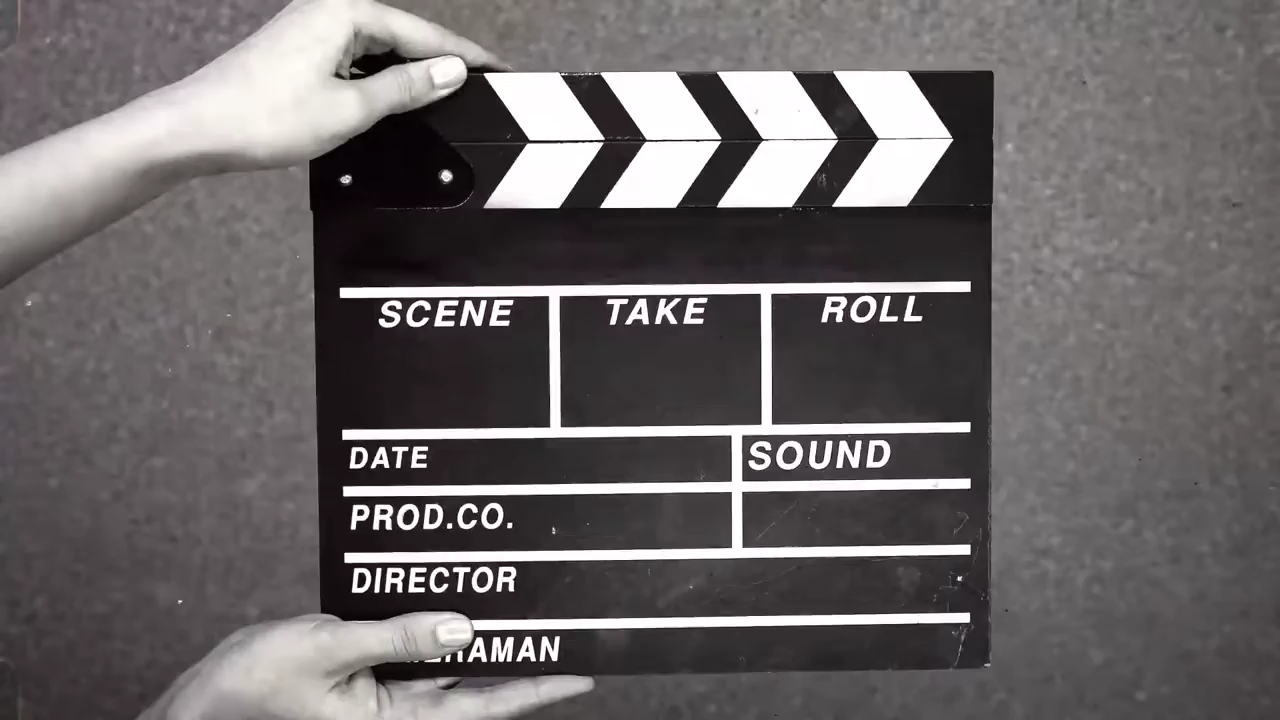 SCENE TAKE ROLL
DATE SOUND
PROD.CO.
DIRECTOR